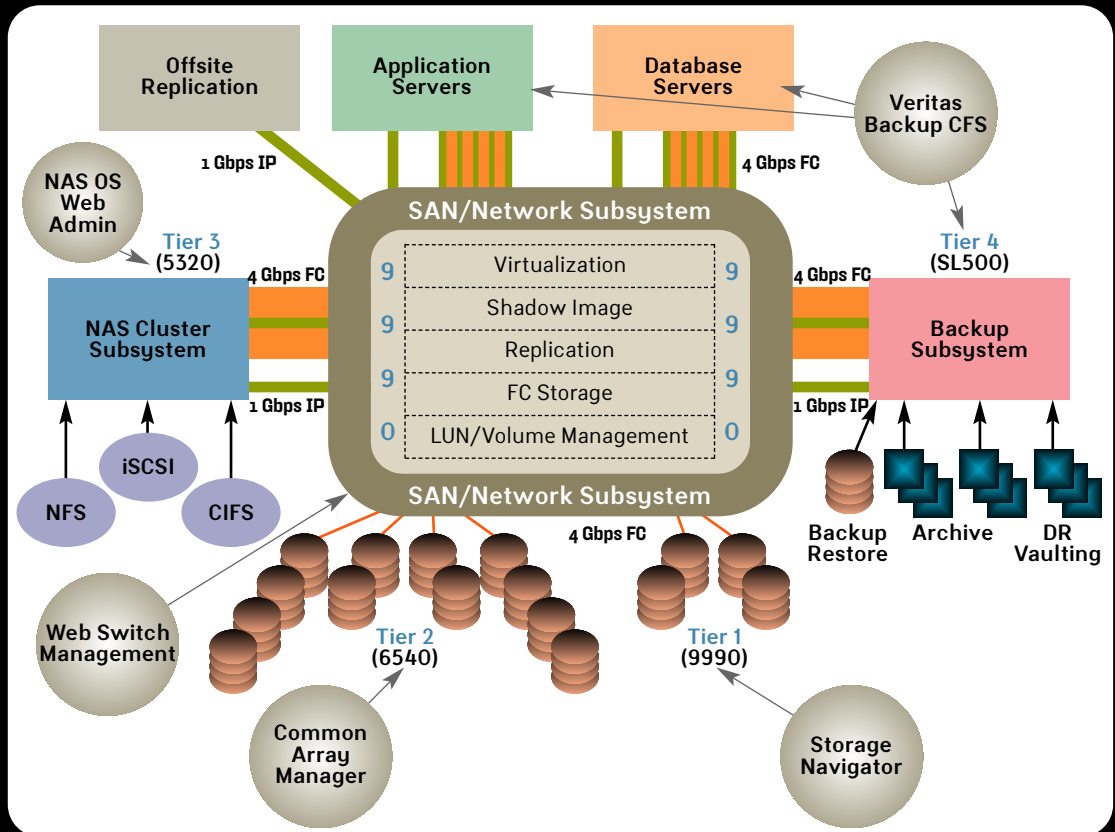 Offsite
Replication
Application
Servers
Database
Servers
Veritas
Backup CFS
1 Gbps IP
4 Gbps FC
NAS OS
Web
Admin
SAN/Network Subsystem
Tier 3
(5320)
Tier 4
(SL500)
4 Gbps FC
9
Virtualization
9
4 Gbps FC
Shadow Image
NAS Cluster
Subsystem
9
9
Backup
Subsystem
Replication
9
9
FC Storage
1 Gbps IP
1 Gbps IP
0
LUN/Volume Management
0
iSCSI
NFS
CIFS
SAN/Network Subsystem
4 Gbps FC
Backup
Restore
Archive
DR
Vaulting
Web Switch
Management
Tier 2
(6540)
Tier 1
(9990)
Common
Array
Manager
Storage
Navigator